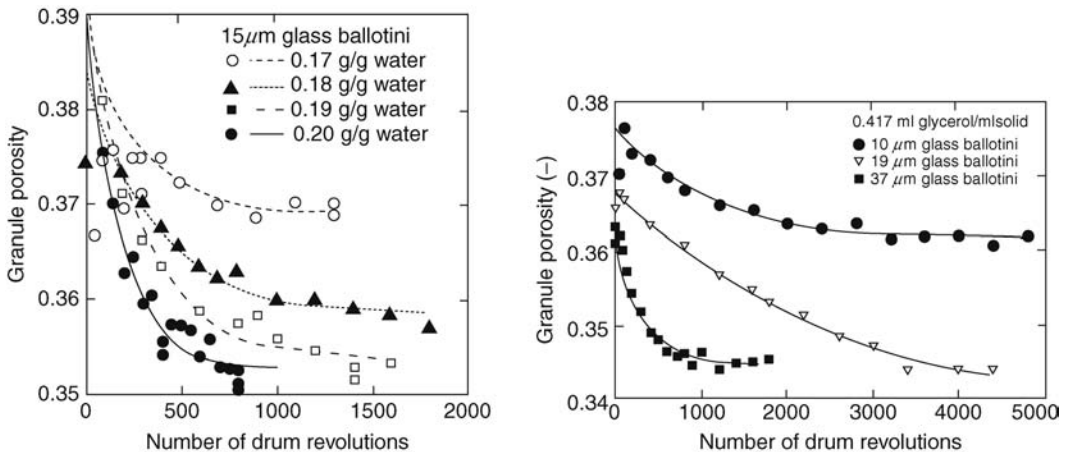 0.39
0.38
0.37
0.36
0.35
Granule porosity
15μm glass ballotini
0.17 g/g water
0.18 g/g water
0.19 g/g water
0.20 g/g water
0
500
1000
1500
2000
Number of drum revolutions
0.38
0.37
0.36
0.35
0.34
Granule porosity (–)
0.417 ml glycerol/mlsolid
10 μm glass ballotini
19 μm glass ballotini
37 μm glass ballotini
0
1000
2000
3000
4000
5000
Number of drum revolutions